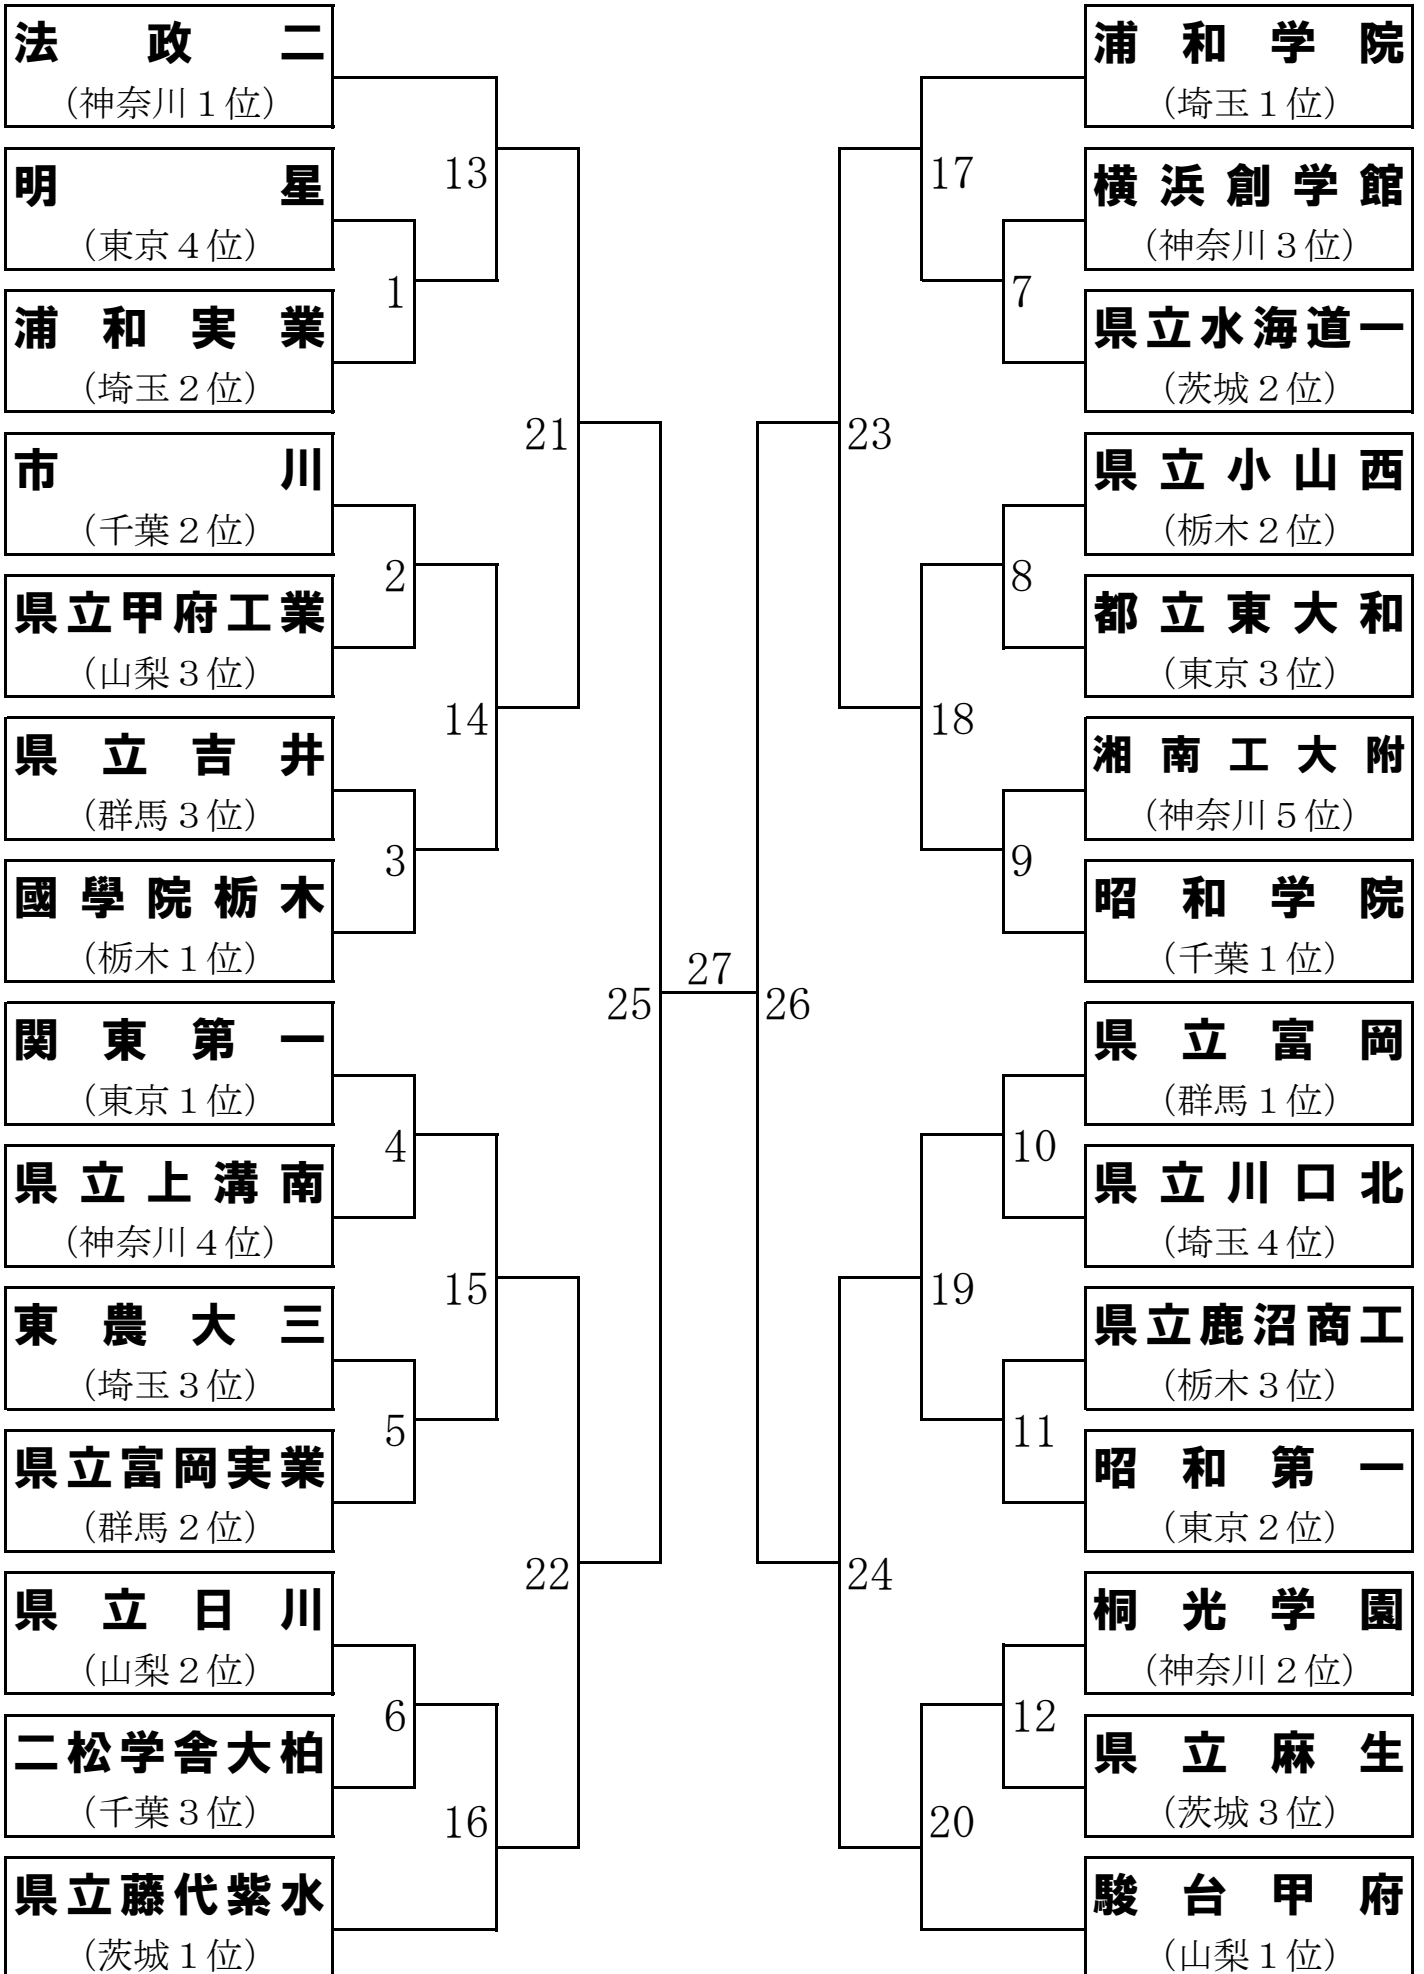 法政二
（神奈川１位）
明星
（東京４位）
浦和実業
（埼玉２位）
市川
（千葉２位）
県立甲府工業
（山梨３位）
県立吉井
（群馬３位）
國學院栃木
（栃木１位）
関東第一
（東京１位）
県立上溝南
（神奈川４位）
東農大三
（埼玉３位）
県立富岡実業
（群馬２位）
県立日川
（山梨２位）
二松学舎大柏
（千葉３位）
県立藤代紫水
（茨城１位）
1
2
3
4
5
6
13
14
15
16
21
22
25
27
26
23
24
17
18
19
20
7
8
9
10
11
12
浦和学院
（埼玉１位）
横浜創学館
（神奈川３位）
県立水海道一
（茨城２位）
県立小山西
（栃木２位）
都立東大和
（東京３位）
湘南工大附
（神奈川５位）
昭和学院
（千葉１位）
県立富岡
（群馬１位）
県立川口北
（埼玉４位）
県立鹿沼商工
（栃木３位）
昭和第一
（東京２位）
桐光学園
（神奈川２位）
県立麻生
（茨城３位）
駿台甲府
（山梨１位）